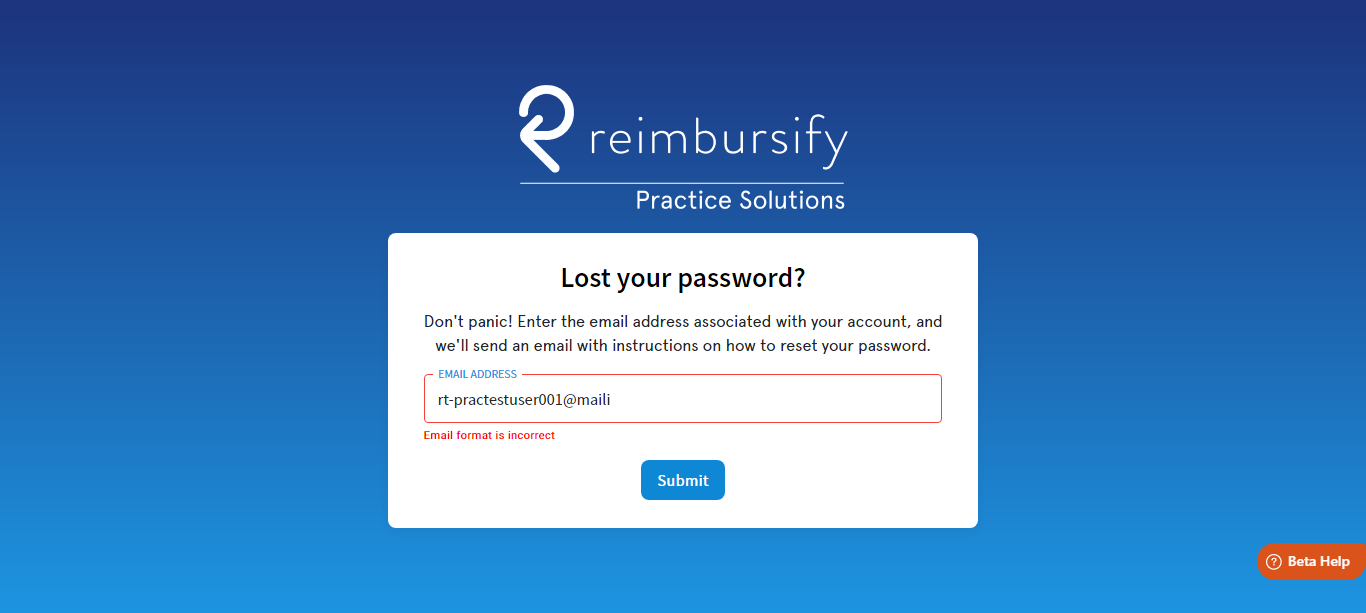 reimbursify
Practice Solutions
Lost your password?
Don't panic! Enter the email address associated with your account, and
we'll send an email with instructions on how to reset your password.
EMAIL ADDRESS
rt-practestuser001@maili
Email format is incorrect
Submit
Beta Help